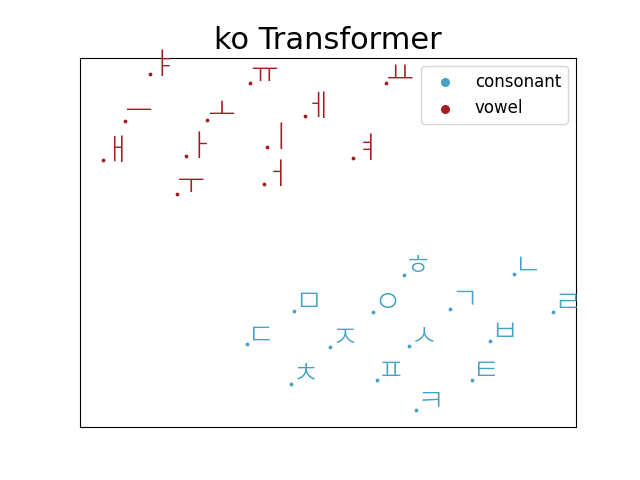 ko Transformer
consonant
vowel
ㅑ
ㅠ
ㅛ
ㅡ
ㅗ
ㅔ
ㅐ
ㅏ
ㅣ
ㅕ
ㅜ
ㅓ
ㅎ
ㄴ
ㅁ
ㅇ
ㄱ
ㄹ
ㄷ
ㅈ
ㅅ
ㅂ
ㅊ
ㅍ
ㅌ
ㅋ